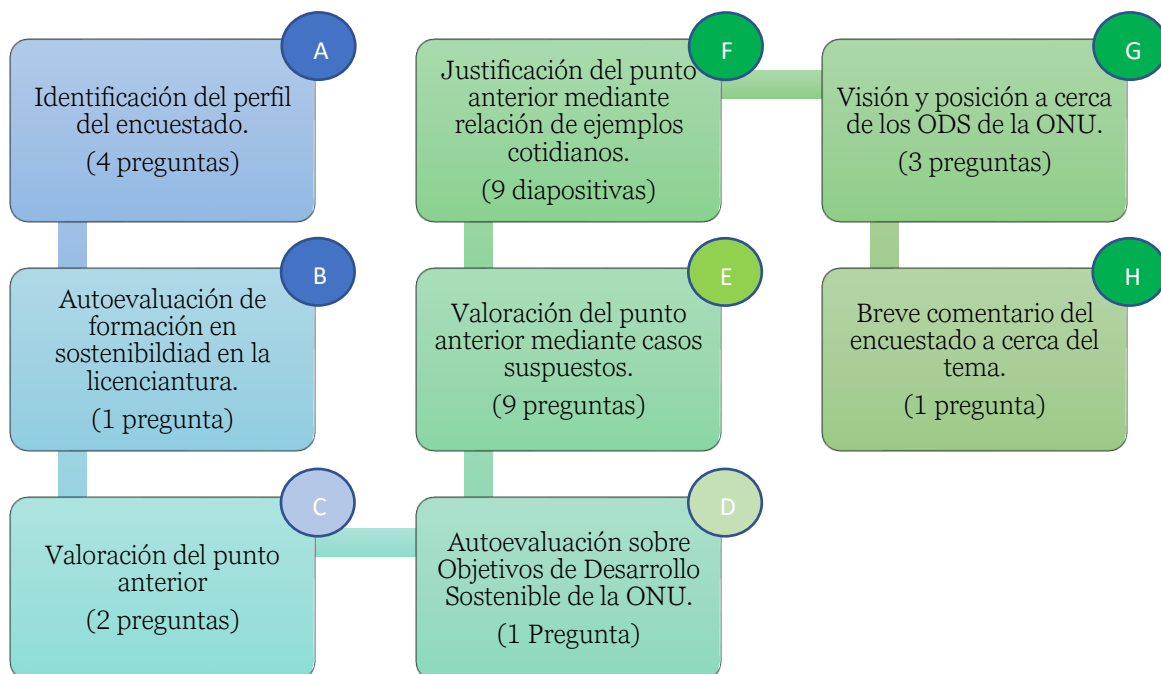 A
Identificación del perfil
del encuestado.
(4 preguntas)
B
Autoevaluación de
formación en
sostenibildiad en la
licenciantura.
(1 pregunta)
C
Valoración del punto
anterior
(2 preguntas)
D
Autoevaluación sobre
Objetivos de Desarrollo
Sostenible de la ONU.
(1 Pregunta)
E
Valoración del punto
anterior mediante casos
supuestos.
(9 preguntas)
F
Justificación del punto
anterior mediante
relación de ejemplos
cotidianos.
(9 diapositivas)
G
Visión y posición a cerca
de los ODS de la ONU.
(3 preguntas)
H
Breve comentario del
encuestado a cerca del
tema.
(1 pregunta)